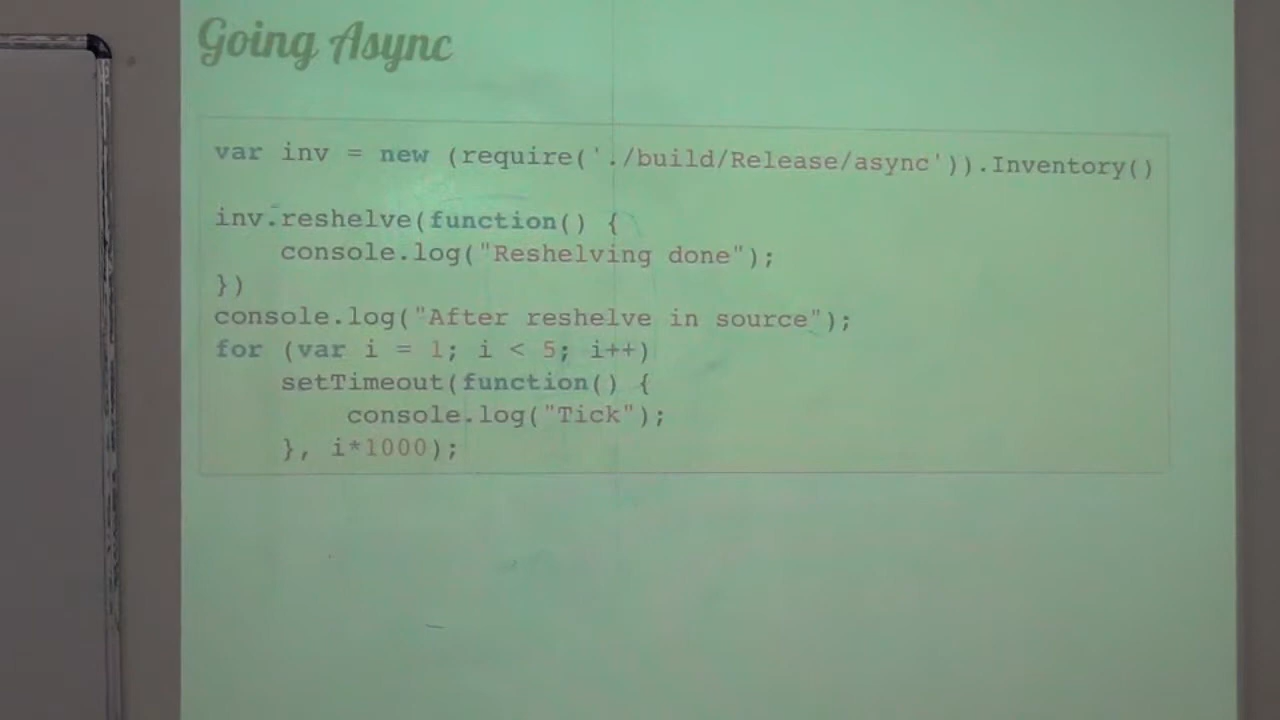 Going Async
var inv = new (require('./build/Release/async')).Inventory()
inv.reshelve(function() {
    console.log("Reshelving done");
})
console.log("After reshelve in source");
for (var i = 1; i < 5; i++)
    setTimeout(function() {
        console.log("Tick");
    }, i*1000);